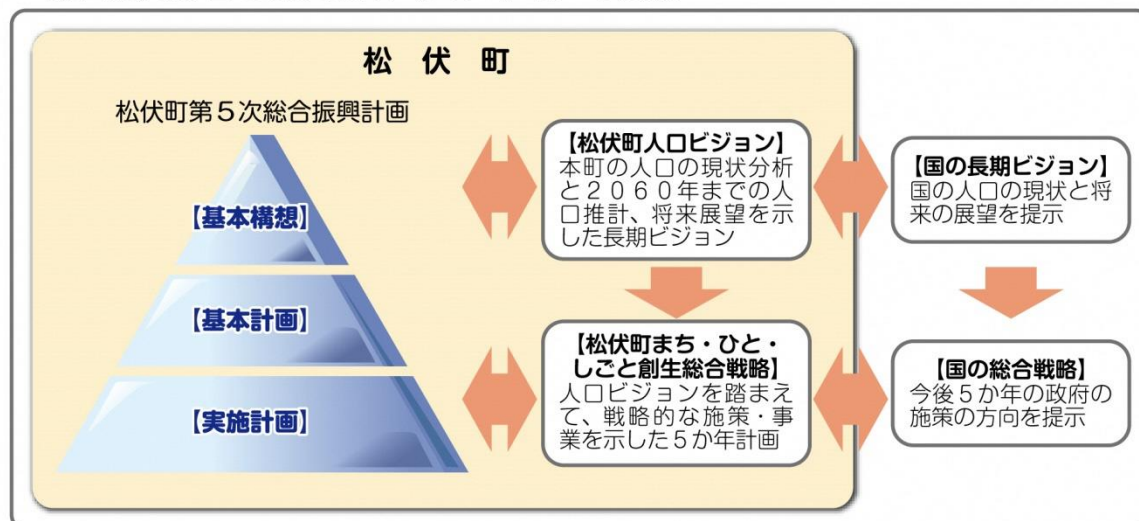 松伏町
松伏町第５次総合振興計画
【基本構想】
【基本計画】
【実施計画】
【松伏町人口ビジョン】
本町の人口の現状分析
と２０６０年までの人
口推計、将来展望を示
した長期ビジョン
【国の長期ビジョン】
国の人口の現状と将
来の展望を提示
【松伏町まち・ひと・
しごと創生総合戦略】
人口ビジョンを踏まえ
て、戦略的な施策・事
業を示した５か年計画
【国の総合戦略】
今後５か年の政府の
施策の方向を提示